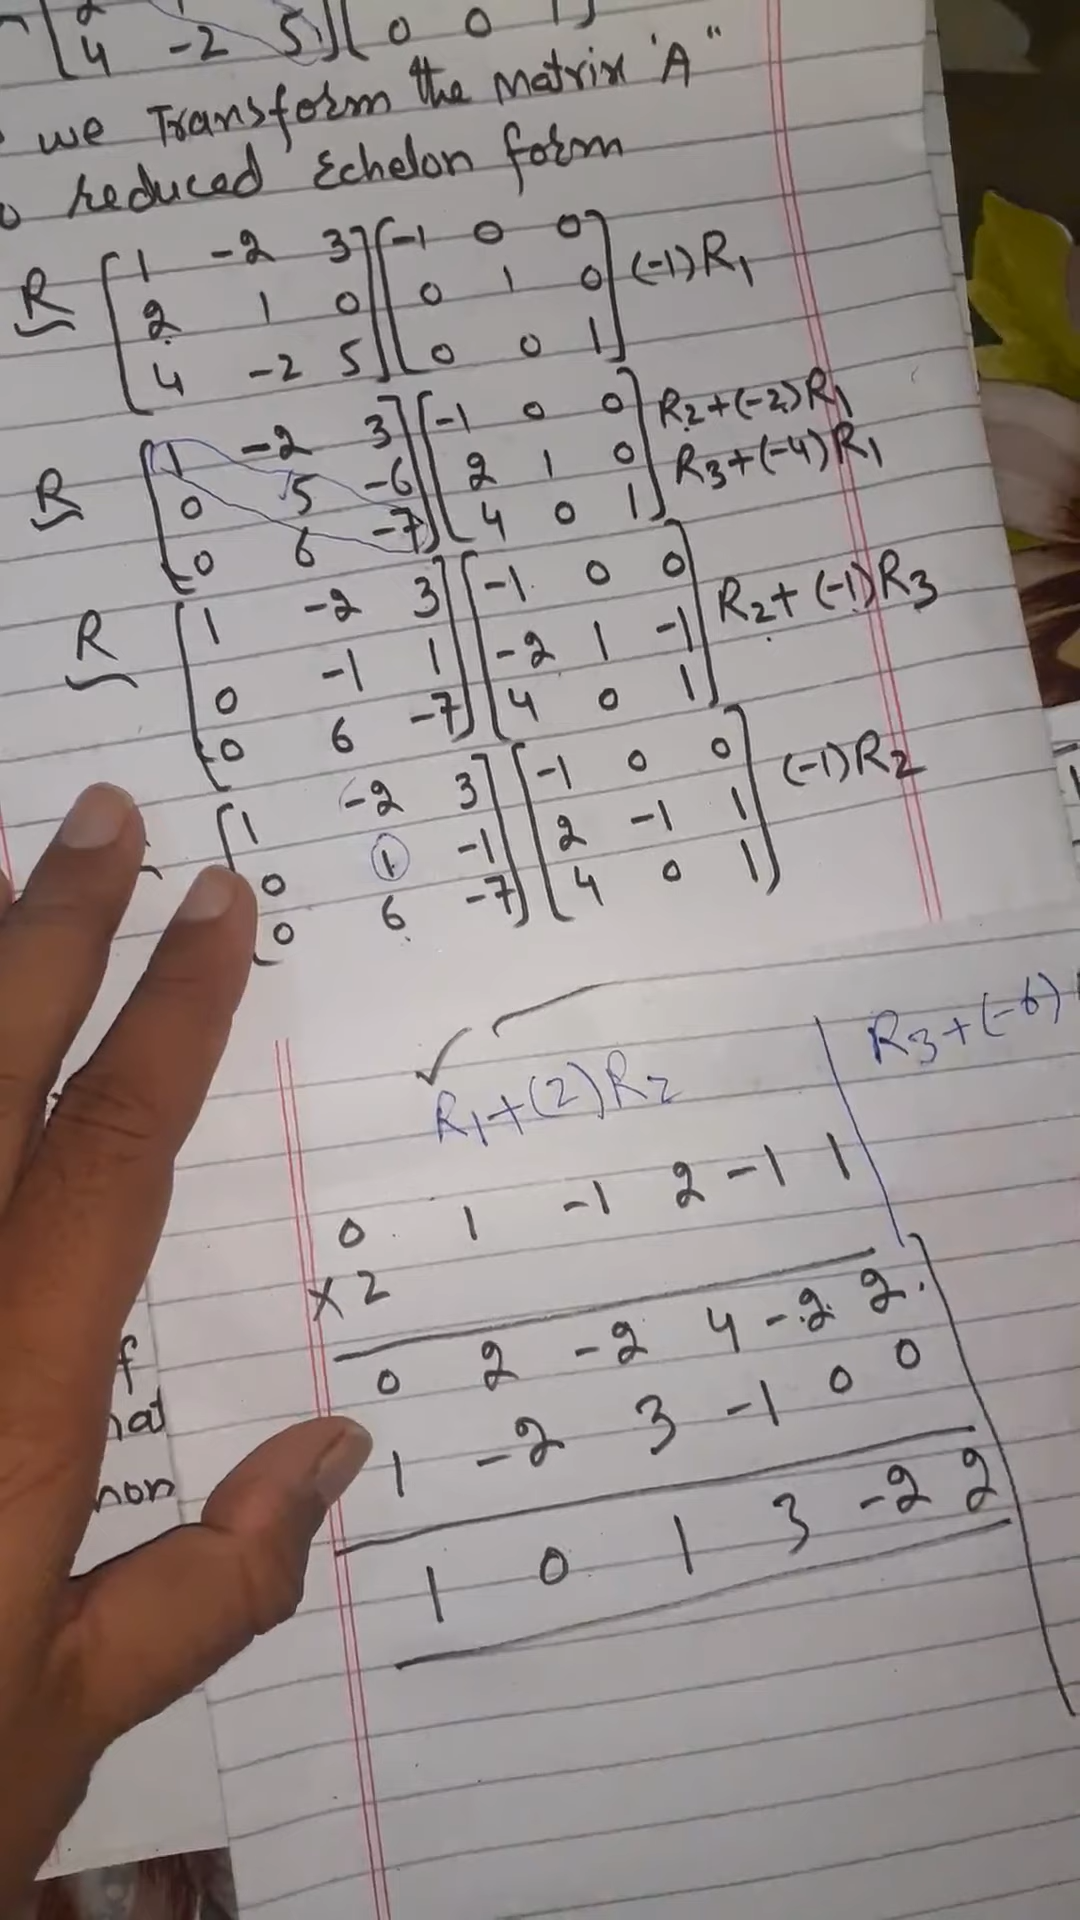 4 -2 5 0 0 1
we Transform the matrix 'A"
reduced Echelon form
R [1 -2 3] [-1 0 0] (-1)R₁
[2 1 0] [0 1 0]
[4 -2 5] [0 0 1]
R [1 -2 3] [-1 0 0] R₂+(-2)R₁
[0 5 -6] [2 1 0] R₃+(-4)R₁
[0 6 -7] [4 0 1]
R [1 -2 3] [-1 0 0] R₂+(-1)R₃
[0 -1 1] [-2 1 -1]
[0 6 -7] [4 0 1]
[1 -2 3] [-1 0 0] (-1)R₂
[0 1 -1] [2 -1 1]
[0 6 -7] [4 0 1]
R₁+(2)R₂
R₃+(-6)
0 1 -1 2 -1 1
×2
0 2 -2 4 -2 2
1 -2 3 -1 0 0
1 0 1 3 -2 2